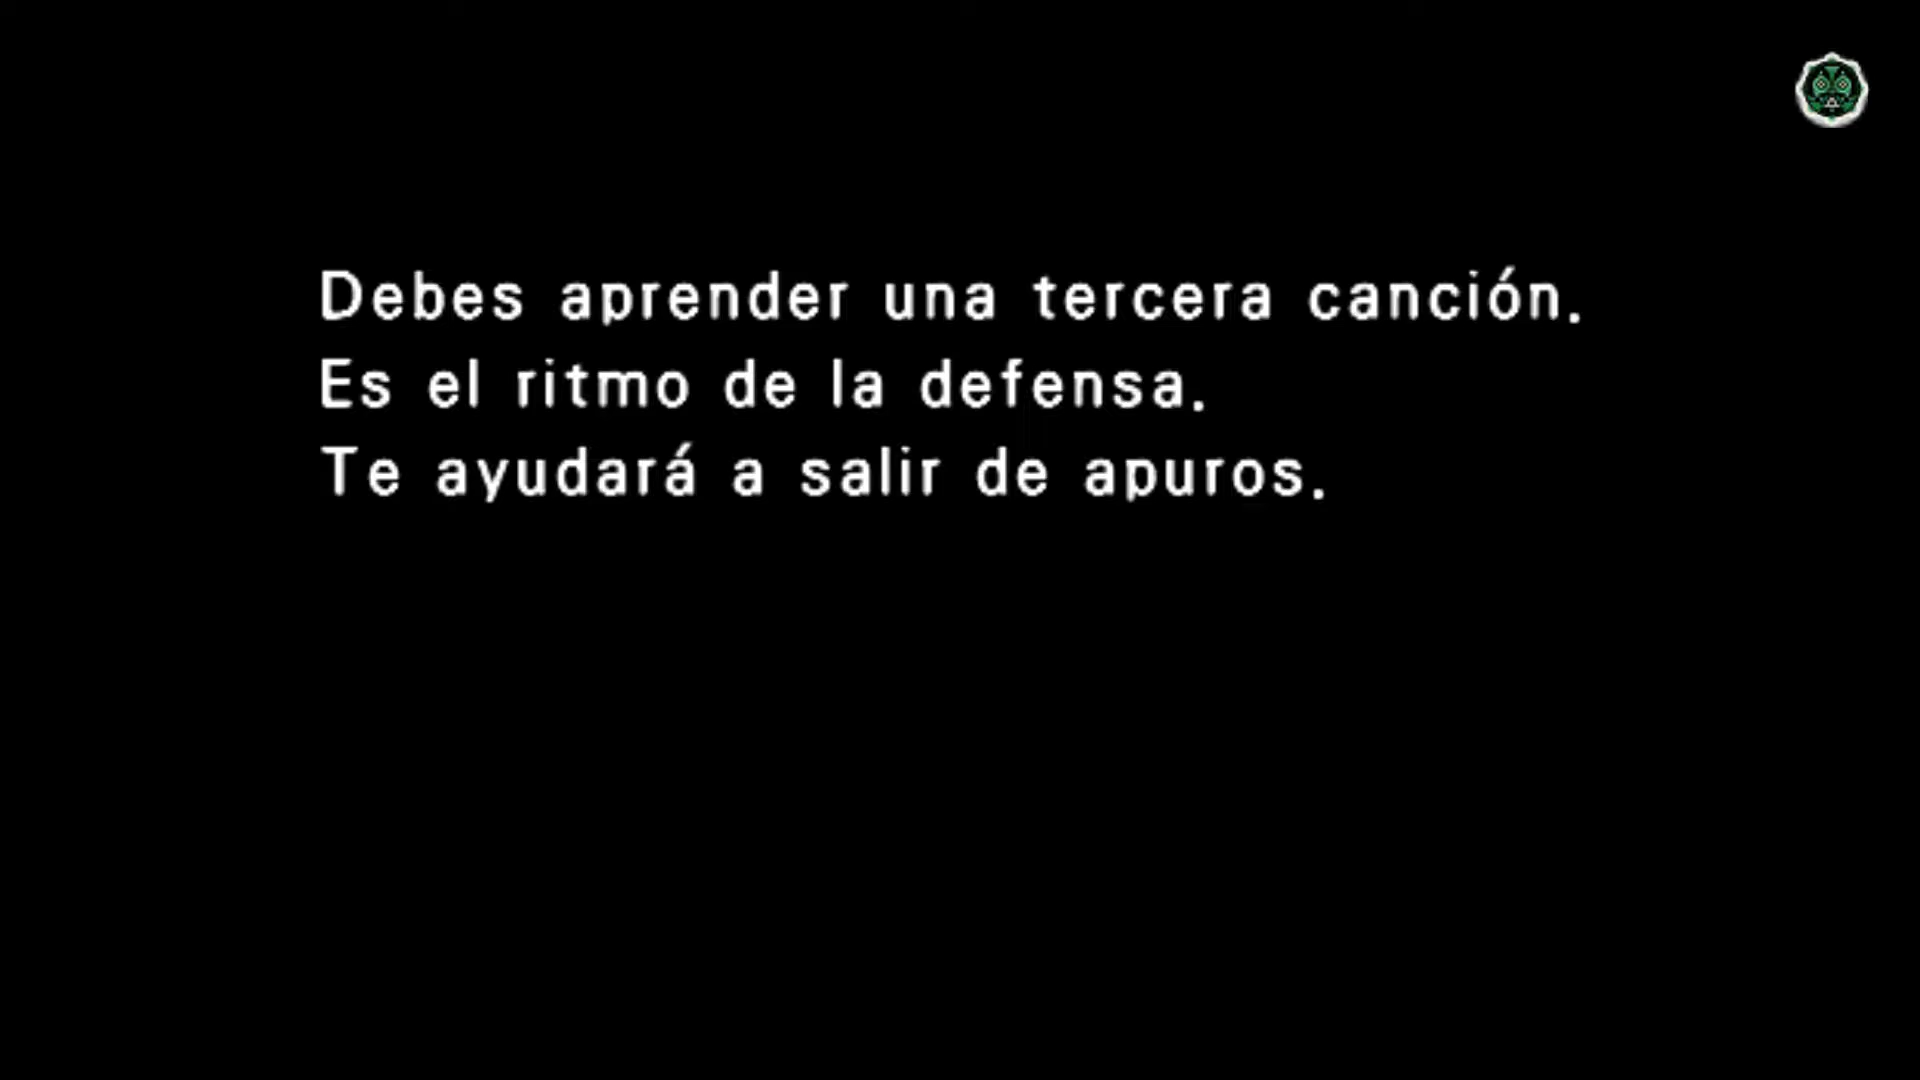 Debes aprender una tercera canción.
Es el ritmo de la defensa.
Te ayudará a salir de apuros.